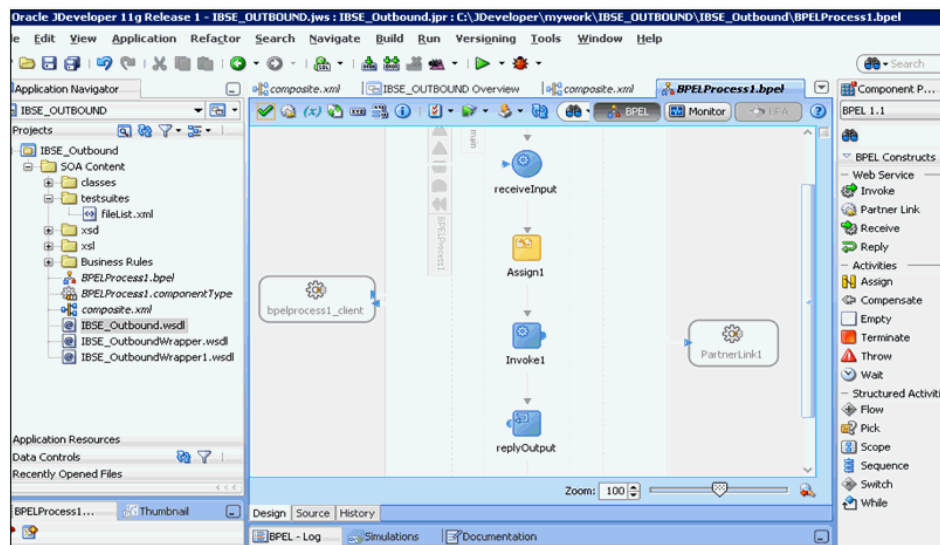 Oracle JDeveloper 11g Release 1 - IBSE_OUTBOUND.jws : IBSE_Outbound.jpr : C:\JDeveloper\mywork\IBSE_OUTBOUND\IBSE_Outbound\BPELProcess1.bpel
le Edit View Application Refactor Search Navigate Build Run Versioning Tools Window Help
Search
Application Navigator
composite.xml
IBSE_OUTBOUND Overview
composite.xml
BPELProcess1.bpel
Component P...
IBSE_OUTBOUND
(x)
BPEL
Monitor
BPA
BPEL 1.1
Projects
IBSE_Outbound
SOA Content
classes
testsuites
fileList.xml
xsd
xsl
Business Rules
BPELProcess1.bpel
BPELProcess1.componentType
composite.xml
IBSE_Outbound.wsdl
IBSE_OutboundWrapper.wsdl
IBSE_OutboundWrapper1.wsdl
Application Resources
Data Controls
Recently Opened Files
BPELProcess1...
Thumbnail
main
BPELProcess1
receiveInput
Assign1
bpelprocess1_client
Invoke1
PartnerLink1
replyOutput
Zoom: 100
Design Source History
BPEL - Log
Simulations
Documentation
BPEL Constructs
Web Service
Invoke
Partner Link
Receive
Reply
Activities
Assign
Compensate
Empty
Terminate
Throw
Wait
Structured Activiti
Flow
Pick
Scope
Sequence
Switch
While